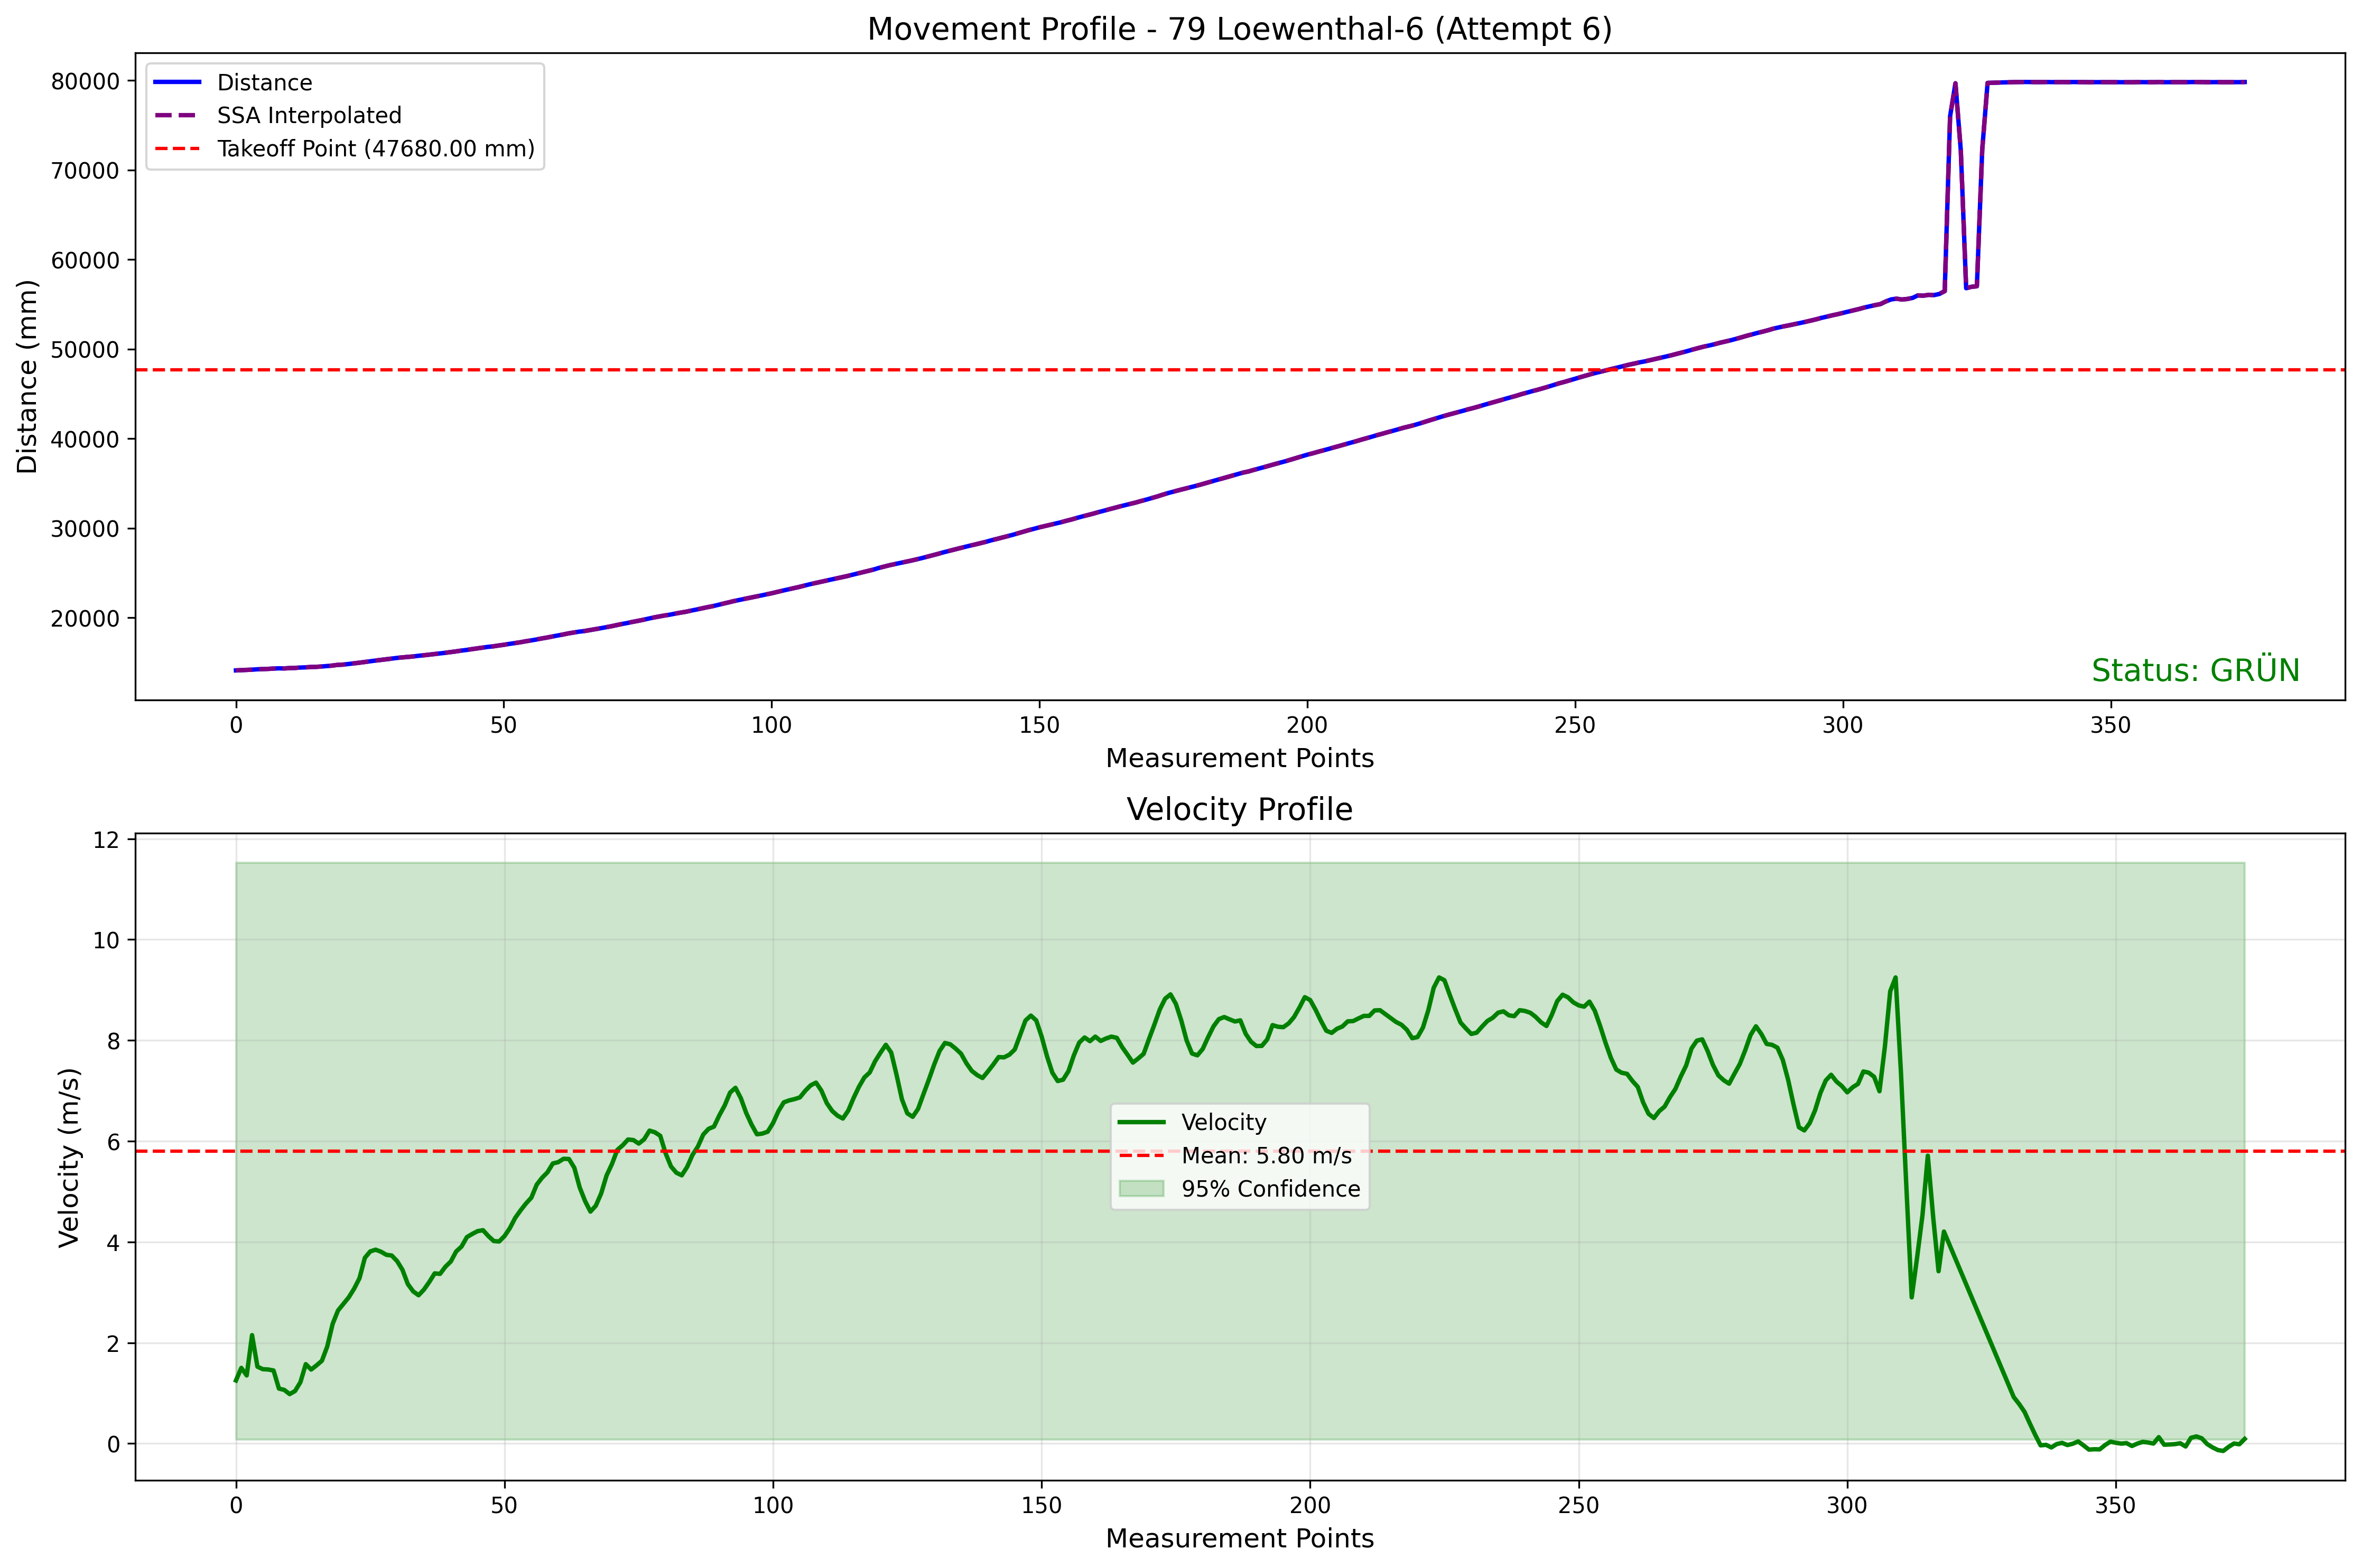 Movement Profile - 79 Loewenthal-6 (Attempt 6)
Distance
SSA Interpolated
Takeoff Point (47680.00 mm)
Distance (mm)
80000
70000
60000
50000
40000
30000
20000
Status: GRÜN
0 50 100 150 200 250 300 350
Measurement Points
Velocity Profile
Velocity (m/s)
12
10
8
6
4
2
0
Velocity
Mean: 5.80 m/s
95% Confidence
0 50 100 150 200 250 300 350
Measurement Points